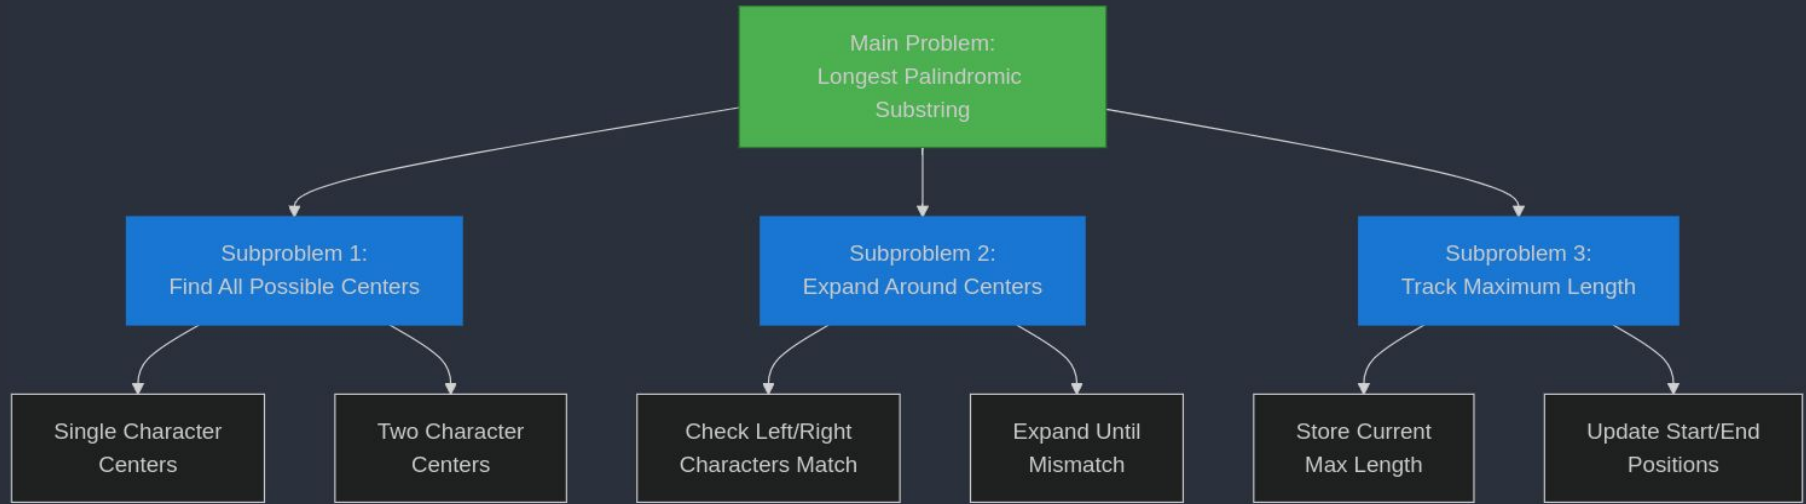 Main Problem:
Longest Palindromic
Substring
Subproblem 1:
Find All Possible Centers
Subproblem 2:
Expand Around Centers
Subproblem 3:
Track Maximum Length
Single Character
Centers
Two Character
Centers
Check Left/Right
Characters Match
Expand Until
Mismatch
Store Current
Max Length
Update Start/End
Positions